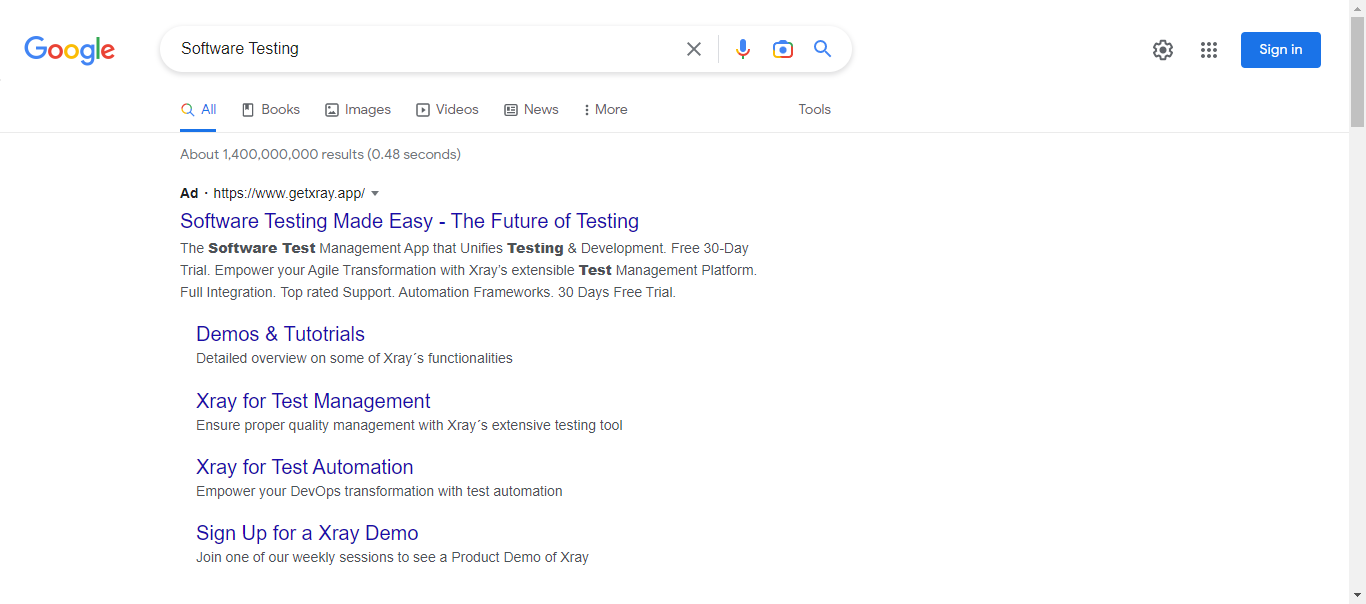 Google
Software Testing
Sign in
All Books Images Videos News More Tools
About 1,400,000,000 results (0.48 seconds)
Ad · https://www.getxray.app/
Software Testing Made Easy - The Future of Testing
The Software Test Management App that Unifies Testing & Development. Free 30-Day
Trial. Empower your Agile Transformation with Xray's extensible Test Management Platform.
Full Integration. Top rated Support. Automation Frameworks. 30 Days Free Trial.
Demos & Tutotrials
Detailed overview on some of Xray´s functionalities
Xray for Test Management
Ensure proper quality management with Xray´s extensive testing tool
Xray for Test Automation
Empower your DevOps transformation with test automation
Sign Up for a Xray Demo
Join one of our weekly sessions to see a Product Demo of Xray